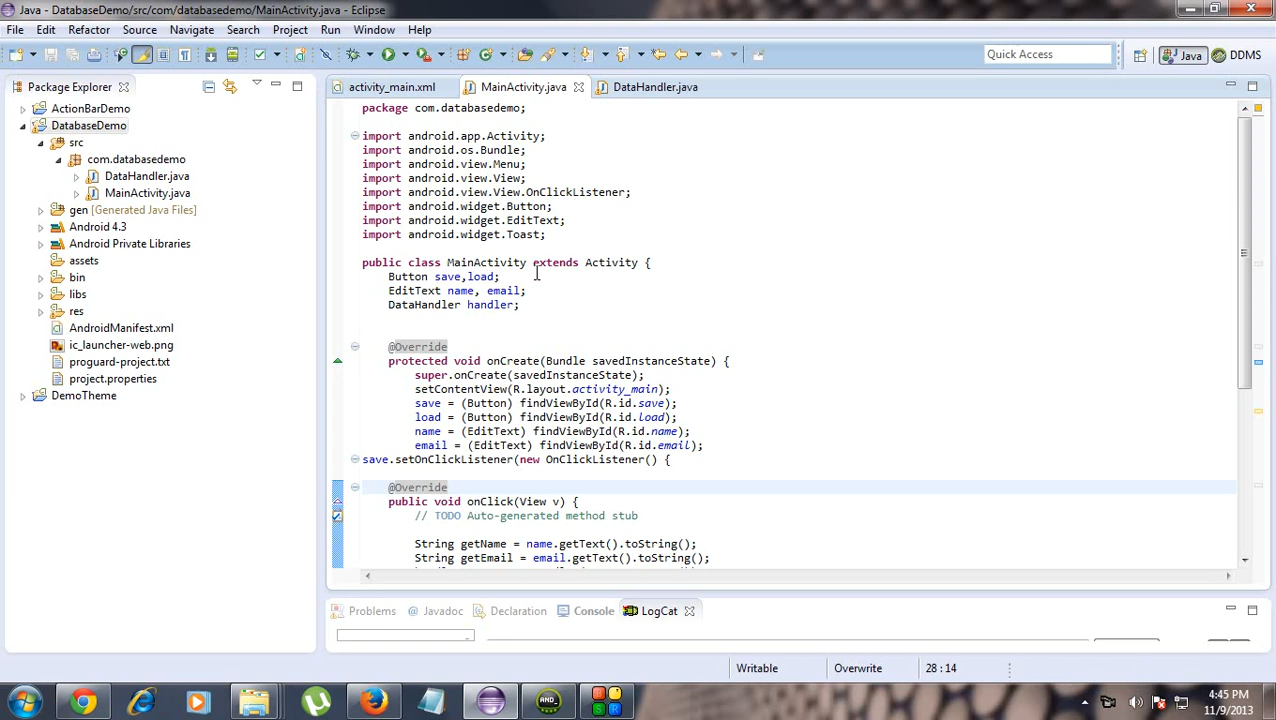 Java - DatabaseDemo/src/com/databasedemo/MainActivity.java - Eclipse
File Edit Refactor Source Navigate Search Project Run Window Help
Quick Access
Java
DDMS
Package Explorer
activity_main.xml
MainActivity.java
DataHandler.java
ActionBarDemo
DatabaseDemo
src
com.databasedemo
DataHandler.java
MainActivity.java
gen [Generated Java Files]
Android 4.3
Android Private Libraries
assets
bin
libs
res
AndroidManifest.xml
ic_launcher-web.png
proguard-project.txt
project.properties
DemoTheme
package com.databasedemo;
import android.app.Activity;
import android.os.Bundle;
import android.view.Menu;
import android.view.View;
import android.view.View.OnClickListener;
import android.widget.Button;
import android.widget.EditText;
import android.widget.Toast;
public class MainActivity extends Activity {
Button save,load;
EditText name, email;
DataHandler handler;
@Override
protected void onCreate(Bundle savedInstanceState) {
super.onCreate(savedInstanceState);
setContentView(R.layout.activity_main);
save = (Button) findViewById(R.id.save);
load = (Button) findViewById(R.id.load);
name = (EditText) findViewById(R.id.name);
email = (EditText) findViewById(R.id.email);
save.setOnClickListener(new OnClickListener() {
@Override
public void onClick(View v) {
// TODO Auto-generated method stub
String getName = name.getText().toString();
String getEmail = email.getText().toString();
Problems
Javadoc
Declaration
Console
LogCat
Writable
Overwrite
28 : 14
AND_
4:45 PM
11/9/2013